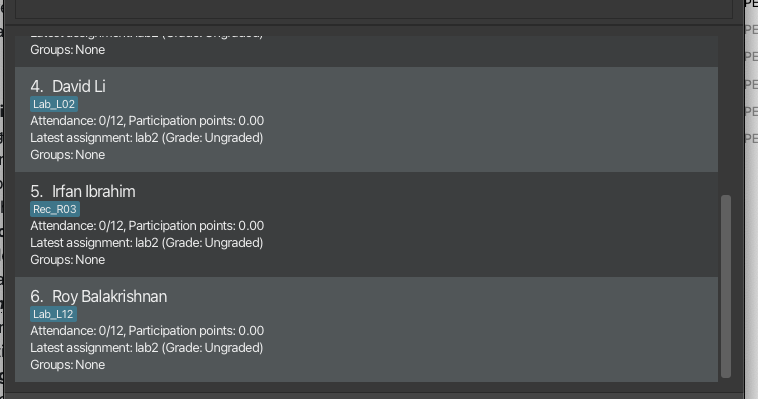 Latest assignment: lab2 (Grade: Ungraded)
Groups: None
4. David Li
Lab_L02
Attendance: 0/12, Participation points: 0.00
Latest assignment: lab2 (Grade: Ungraded)
Groups: None
5. Irfan Ibrahim
Rec_R03
Attendance: 0/12, Participation points: 0.00
Latest assignment: lab2 (Grade: Ungraded)
Groups: None
6. Roy Balakrishnan
Lab_L12
Attendance: 0/12, Participation points: 0.00
Latest assignment: lab2 (Grade: Ungraded)
Groups: None
PE
PE
PE
PE
PE
PE